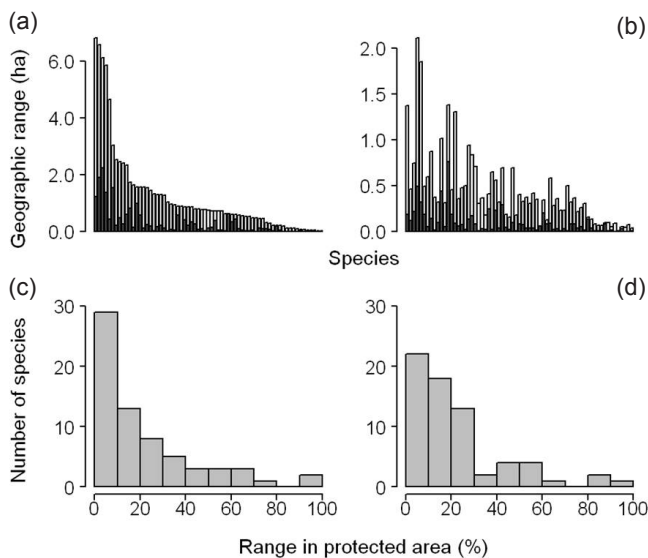 (a)
(b)
Geographic range (ha)
6.0
4.0
2.0
0.0
2.0
1.5
1.0
0.5
0.0
Species
(c)
(d)
Number of species
30
20
10
0
30
20
10
0
0 20 40 60 80 100
0 20 40 60 80 100
Range in protected area (%)